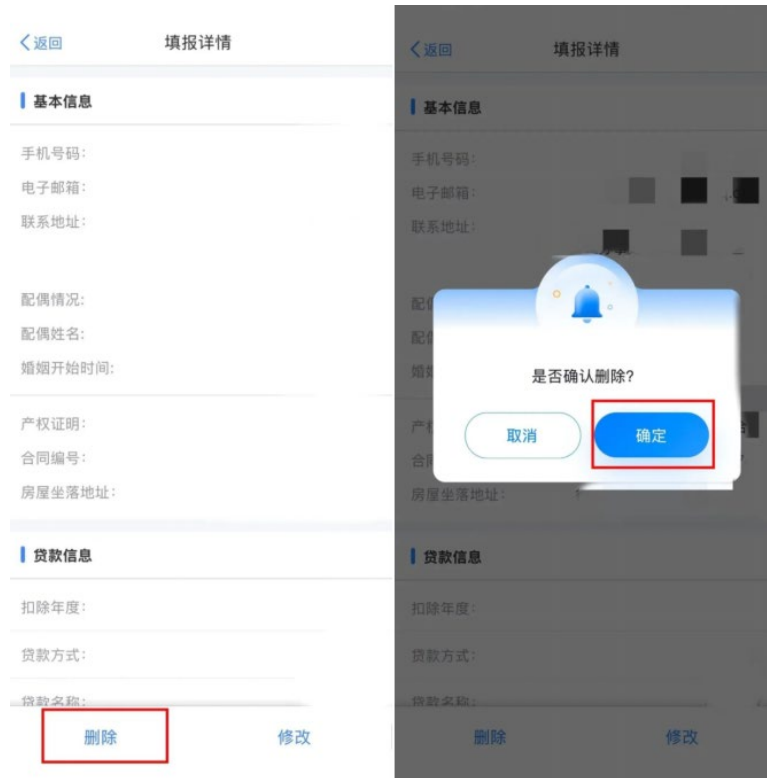 返回
填报详情
基本信息
手机号码:
电子邮箱:
联系地址:
配偶情况:
配偶姓名:
婚姻开始时间:
产权证明:
合同编号:
房屋坐落地址:
贷款信息
扣除年度:
贷款方式:
贷款名称:
删除
修改
返回
填报详情
基本信息
手机号码:
电子邮箱:
联系地址:
是否确认删除?
取消
确定
房屋坐落地址:
贷款信息
扣除年度:
贷款方式:
贷款名称:
删除
修改